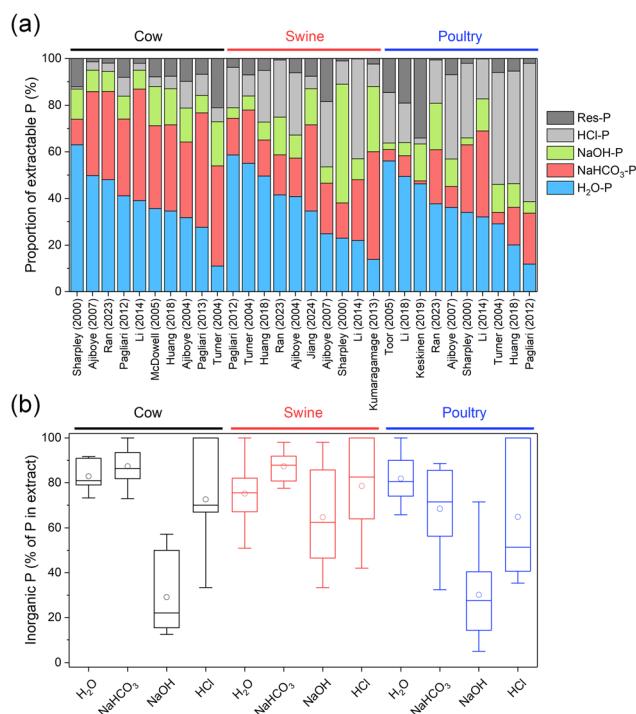 (a)
Cow Swine Poultry
Proportion of extractable P (%)
100
80
60
40
20
0
Res-P
HCl-P
NaOH-P
NaHCO₃-P
H₂O-P
Sharpley (2000)
Ajiboye (2007)
Ran (2023)
Pagliari (2012)
Li (2014)
McDowell (2005)
Huang (2018)
Ajiboye (2004)
Pagliari (2013)
Turner (2004)
Pagliari (2012)
Turner (2004)
Huang (2018)
Ran (2023)
Ajiboye (2004)
Jiang (2024)
Ajiboye (2007)
Sharpley (2000)
Li (2014)
Kumaragamage (2013)
Toor (2005)
Li (2018)
Keskinen (2019)
Ran (2023)
Ajiboye (2007)
Sharpley (2000)
Li (2014)
Turner (2004)
Huang (2018)
Pagliari (2012)
(b)
Cow Swine Poultry
Inorganic P (% of P in extract)
100
80
60
40
20
0
H₂O
NaHCO₃
NaOH
HCl
H₂O
NaHCO₃
NaOH
HCl
H₂O
NaHCO₃
NaOH
HCl